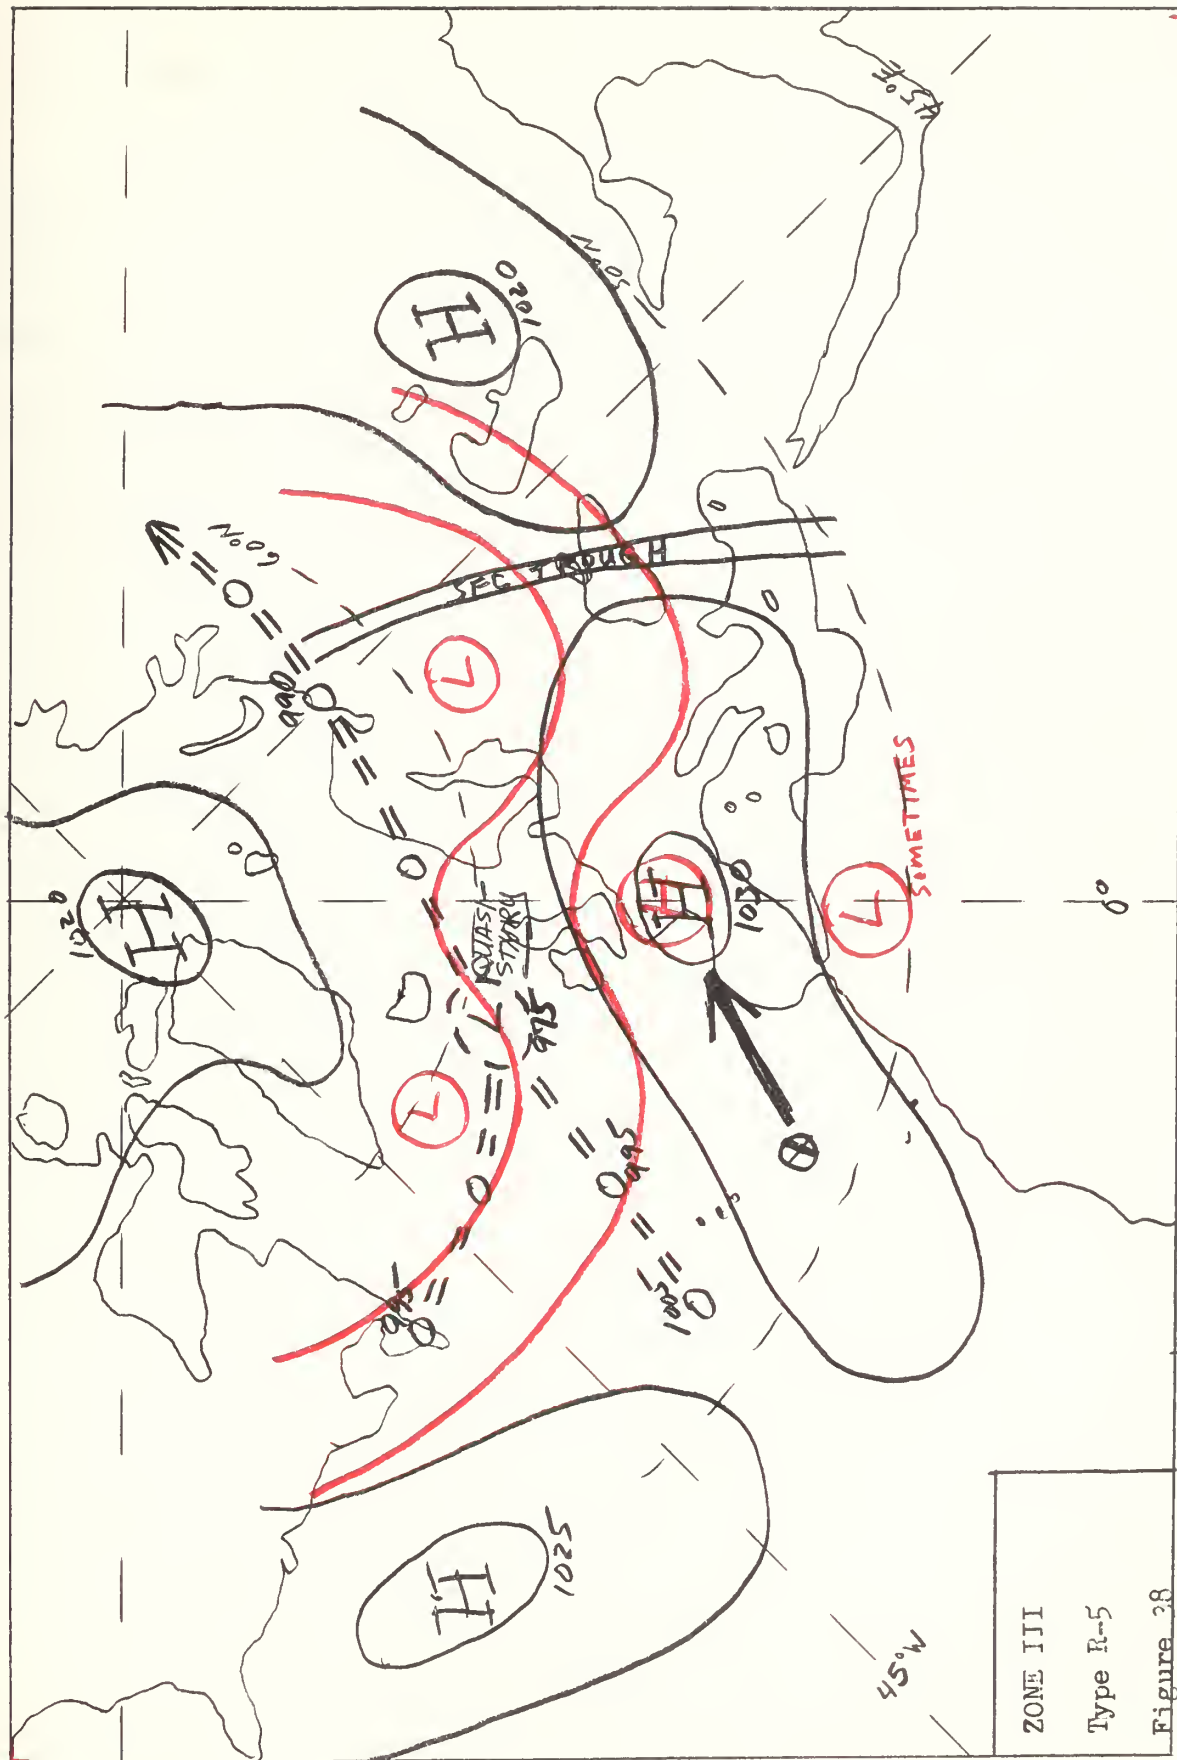 45°E
50°N
H
1020
60°N
SFC TROUGH
990
L
H
1020
QUASI-
STNRY
975
L
H
H
1030
L
SOMETIMES
0°
995
995
1005
H
1025
45°W
ZONE III
Type R-5
Figure 28